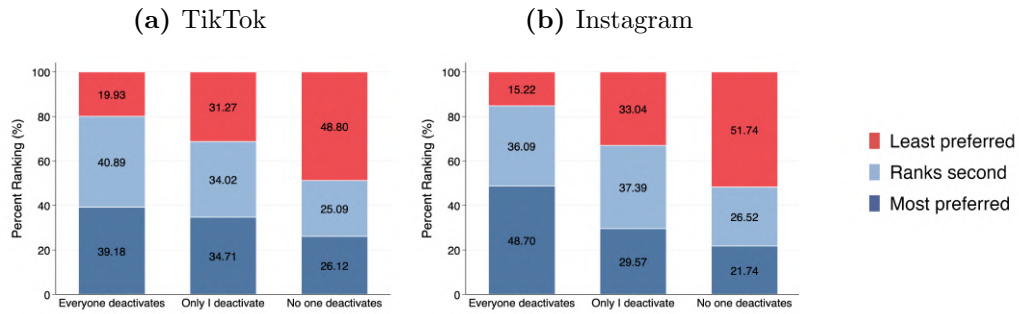 (a) TikTok
Percent Ranking (%)
100
80
60
40
20
0
19.93
40.89
39.18
31.27
34.02
34.71
48.80
25.09
26.12
Everyone deactivates
Only I deactivate
No one deactivates
(b) Instagram
Percent Ranking (%)
100
80
60
40
20
0
15.22
36.09
48.70
33.04
37.39
29.57
51.74
26.52
21.74
Everyone deactivates
Only I deactivate
No one deactivates
Least preferred
Ranks second
Most preferred